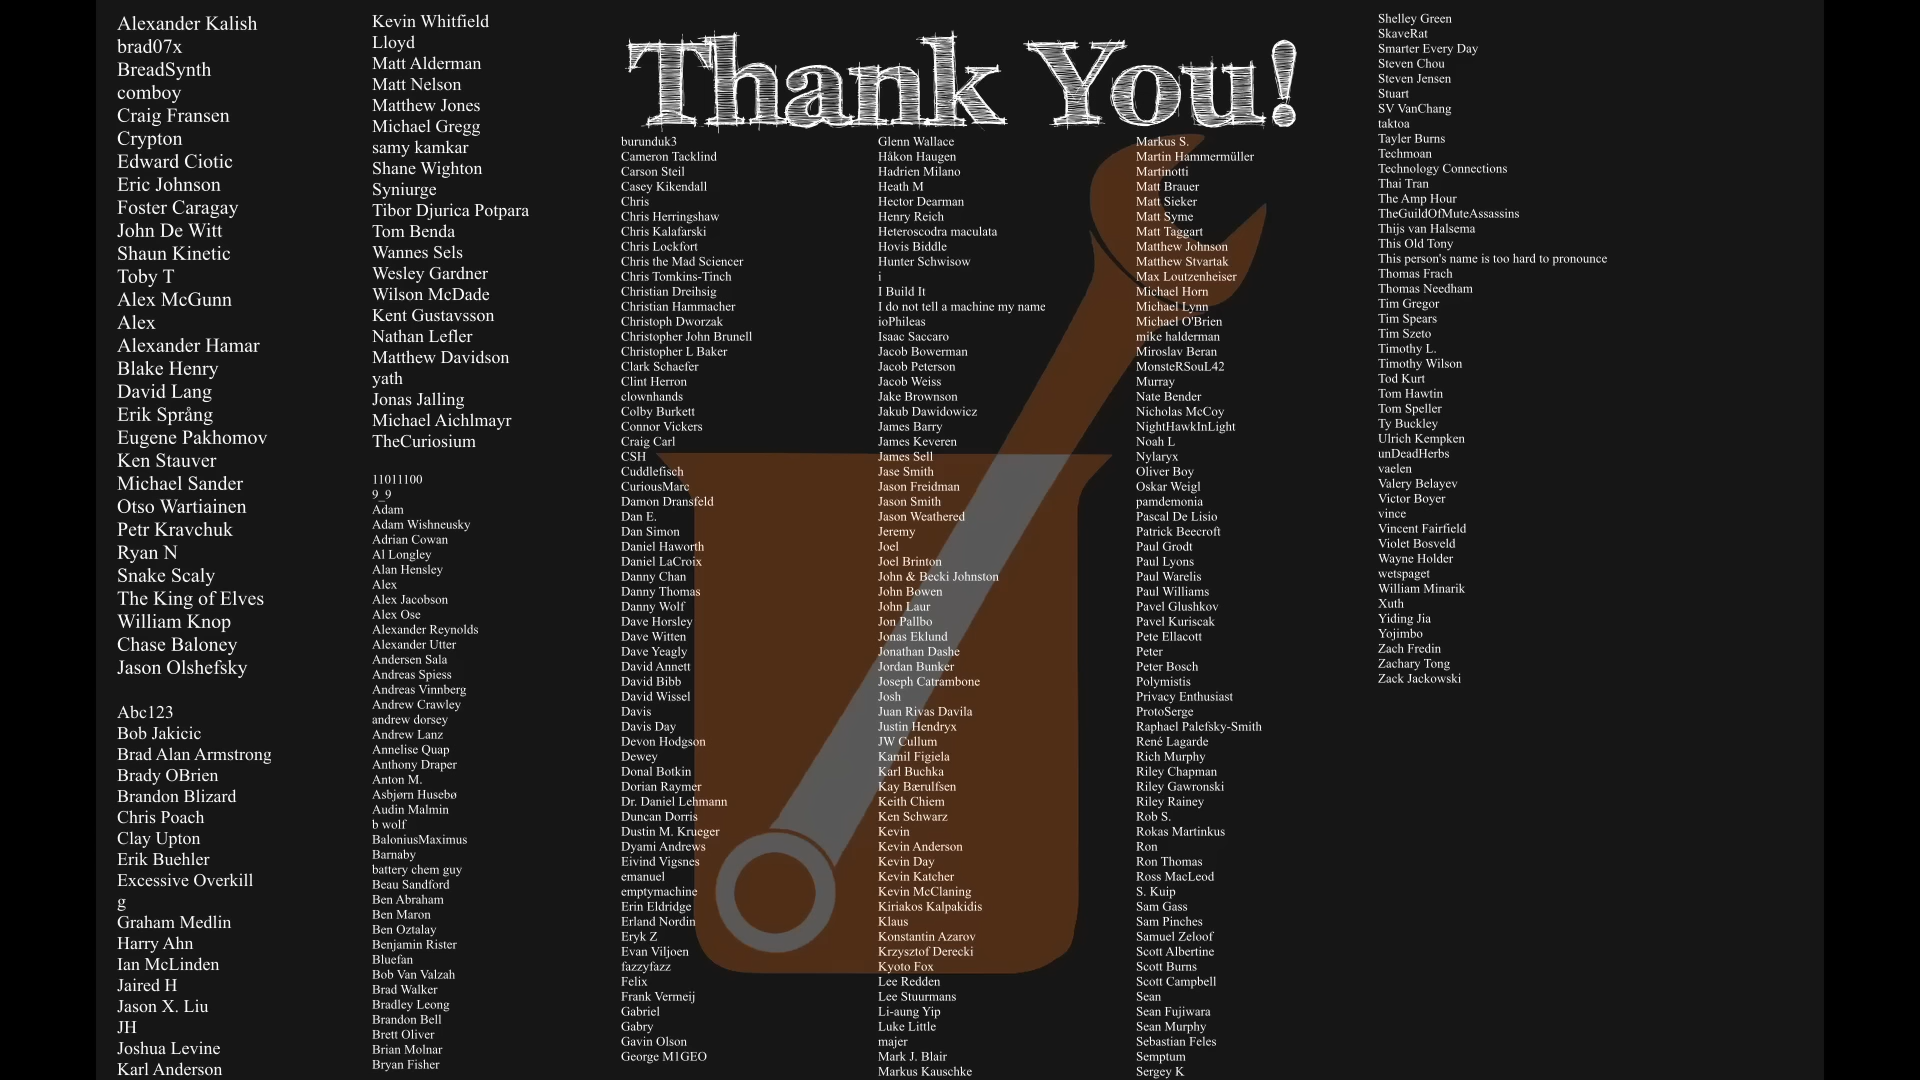 Thank You!
Alexander Kalish
brad07x
BreadSynth
comboy
Craig Fransen
Crypton
Edward Ciotic
Eric Johnson
Foster Caragay
John De Witt
Shaun Kinetic
Toby T
Alex McGunn
Alex
Alexander Hamar
Blake Henry
David Lang
Erik Språng
Eugene Pakhomov
Ken Stauver
Michael Sander
Otso Wartiainen
Petr Kravchuk
Ryan N
Snake Scaly
The King of Elves
William Knop
Chase Baloney
Jason Olshefsky
Abc123
Bob Jakicic
Brad Alan Armstrong
Brady OBrien
Brandon Blizard
Chris Poach
Clay Upton
Erik Buehler
Excessive Overkill
g
Graham Medlin
Harry Ahn
Ian McLinden
Jaired H
Jason X. Liu
JH
Joshua Levine
Karl Anderson
Kevin Whitfield
Lloyd
Matt Alderman
Matt Nelson
Matthew Jones
Michael Gregg
samy kamkar
Shane Wighton
Syniurge
Tibor Djurica Potpara
Tom Benda
Wannes Sels
Wesley Gardner
Wilson McDade
Kent Gustavsson
Nathan Lefler
Matthew Davidson
yath
Jonas Jalling
Michael Aichlmayr
TheCuriosium
11011100
9_9
Adam
Adam Wishneusky
Adrian Cowan
Al Longley
Alan Hensley
Alex
Alex Jacobson
Alex Ose
Alexander Reynolds
Alexander Utter
Andersen Sala
Andreas Spiess
Andreas Vinnberg
Andrew Crawley
andrew dorsey
Andrew Lanz
Annelise Quap
Anthony Draper
Anton M.
Asbjørn Husebø
Audin Malmin
b wolf
BaloniusMaximus
Barnaby
battery chem guy
Beau Sandford
Ben Abraham
Ben Maron
Ben Oztalay
Benjamin Rister
Bluefan
Bob Van Valzah
Brad Walker
Bradley Leong
Brandon Bell
Brett Oliver
Brian Molnar
Bryan Fisher
burunduk3
Cameron Tacklind
Carson Steil
Casey Kikendall
Chris
Chris Herringshaw
Chris Kalafarski
Chris Lockfort
Chris the Mad Sciencer
Chris Tomkins-Tinch
Christian Dreihsig
Christian Hammacher
Christoph Dworzak
Christopher John Brunell
Christopher L Baker
Clark Schaefer
Clint Herron
clownhands
Colby Burkett
Connor Vickers
Craig Carl
CSH
Cuddlefisch
CuriousMarc
Damon Dransfeld
Dan E.
Dan Simon
Daniel Haworth
Daniel LaCroix
Danny Chan
Danny Thomas
Danny Wolf
Dave Horsley
Dave Witten
Dave Yeagly
David Annett
David Bibb
David Wissel
Davis
Davis Day
Devon Hodgson
Dewey
Donal Botkin
Dorian Raymer
Dr. Daniel Lehmann
Duncan Dorris
Dustin M. Krueger
Dyami Andrews
Eivind Vigsnes
emanuel
emptymachine
Erin Eldridge
Erland Nordin
Eryk Z
Evan Viljoen
fazzyfazz
Felix
Frank Vermeij
Gabriel
Gabry
Gavin Olson
George M1GEO
Glenn Wallace
Håkon Haugen
Hadrien Milano
Heath M
Hector Dearman
Henry Reich
Heteroscodra maculata
Hovis Biddle
Hunter Schwisow
i
I Build It
I do not tell a machine my name
ioPhileas
Isaac Saccaro
Jacob Bowerman
Jacob Peterson
Jacob Weiss
Jake Brownson
Jakub Dawidowicz
James Barry
James Keveren
James Sell
Jase Smith
Jason Freidman
Jason Smith
Jason Weathered
Jeremy
Joel
Joel Brinton
John & Becki Johnston
John Bowen
John Laur
Jon Pallbo
Jonas Eklund
Jonathan Dashe
Jordan Bunker
Joseph Catrambone
Josh
Juan Rivas Davila
Justin Hendryx
JW Cullum
Kamil Figiela
Karl Buchka
Kay Bærulfsen
Keith Chiem
Ken Schwarz
Kevin
Kevin Anderson
Kevin Day
Kevin Katcher
Kevin McClaning
Kiriakos Kalpakidis
Klaus
Konstantin Azarov
Krzysztof Derecki
Kyoto Fox
Lee Redden
Lee Stuurmans
Li-aung Yip
Luke Little
majer
Mark J. Blair
Markus Kauschke
Markus S.
Martin Hammermüller
Martinotti
Matt Brauer
Matt Sieker
Matt Syme
Matt Taggart
Matthew Johnson
Matthew Stvartak
Max Loutzenheiser
Michael Horn
Michael Lynn
Michael O'Brien
mike halderman
Miroslav Beran
MonsteRSouL42
Murray
Nate Bender
Nicholas McCoy
NightHawkInLight
Noah L
Nylaryx
Oliver Boy
Oskar Weigl
pamdemonia
Pascal De Lisio
Patrick Beecroft
Paul Grodt
Paul Lyons
Paul Warelis
Paul Williams
Pavel Glushkov
Pavel Kuriscak
Pete Ellacott
Peter
Peter Bosch
Polymistis
Privacy Enthusiast
ProtoSerge
Raphael Palefsky-Smith
René Lagarde
Rich Murphy
Riley Chapman
Riley Gawronski
Riley Rainey
Rob S.
Rokas Martinkus
Ron
Ron Thomas
Ross MacLeod
S. Kuip
Sam Gass
Sam Pinches
Samuel Zeloof
Scott Albertine
Scott Burns
Scott Campbell
Sean
Sean Fujiwara
Sean Murphy
Sebastian Feles
Semptum
Sergey K
Shelley Green
SkaveRat
Smarter Every Day
Steven Chou
Steven Jensen
Stuart
SV VanChang
taktoa
Tayler Burns
Techmoan
Technology Connections
Thai Tran
The Amp Hour
TheGuildOfMuteAssassins
Thijs van Halsema
This Old Tony
This person's name is too hard to pronounce
Thomas Frach
Thomas Needham
Tim Gregor
Tim Spears
Tim Szeto
Timothy L.
Timothy Wilson
Tod Kurt
Tom Hawtin
Tom Speller
Ty Buckley
Ulrich Kempken
unDeadHerbs
vaelen
Valery Belayev
Victor Boyer
vince
Vincent Fairfield
Violet Bosveld
Wayne Holder
wetspaget
William Minarik
Xuth
Yiding Jia
Yojimbo
Zach Fredin
Zachary Tong
Zack Jackowski